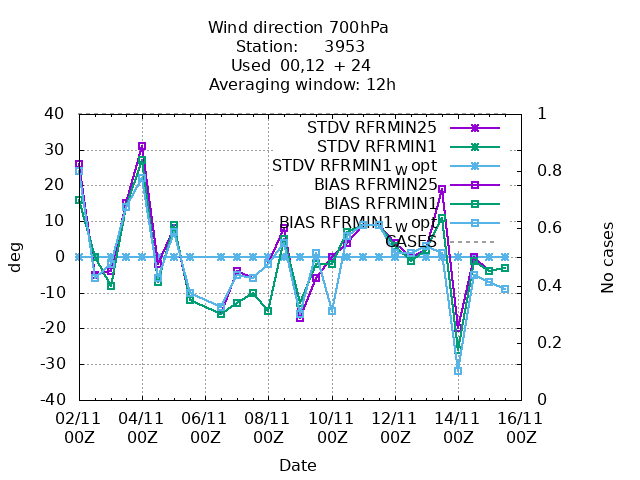 Wind direction 700hPa
Station: 3953
Used 00,12 + 24
Averaging window: 12h
40 1
STDV RFRMIN25
30
STDV RFRMIN1
STDV RFRMIN1w opt
20 0.8
BIAS RFRMIN25
BIAS RFRMIN1
10 0.6
BIAS RFRMIN1w opt
CASES
deg 0 No cases
-10 0.4
-20
-30 0.2
-40 0
02/11 04/11 06/11 08/11 10/11 12/11 14/11 16/11
00Z 00Z 00Z 00Z 00Z 00Z 00Z 00Z
Date